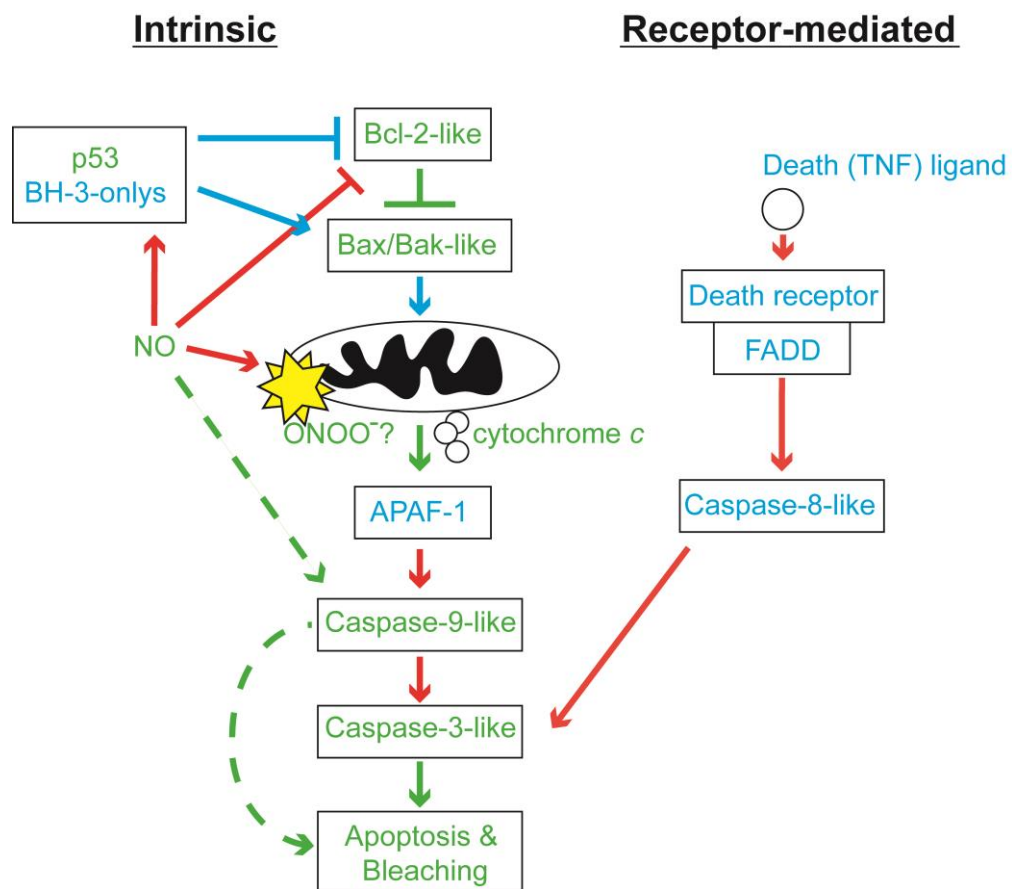 Intrinsic
Receptor-mediated
p53
BH-3-onlys
Bcl-2-like
Bax/Bak-like
NO
ONOO⁻?
cytochrome c
APAF-1
Caspase-9-like
Caspase-3-like
Apoptosis &
Bleaching
Death (TNF) ligand
Death receptor
FADD
Caspase-8-like